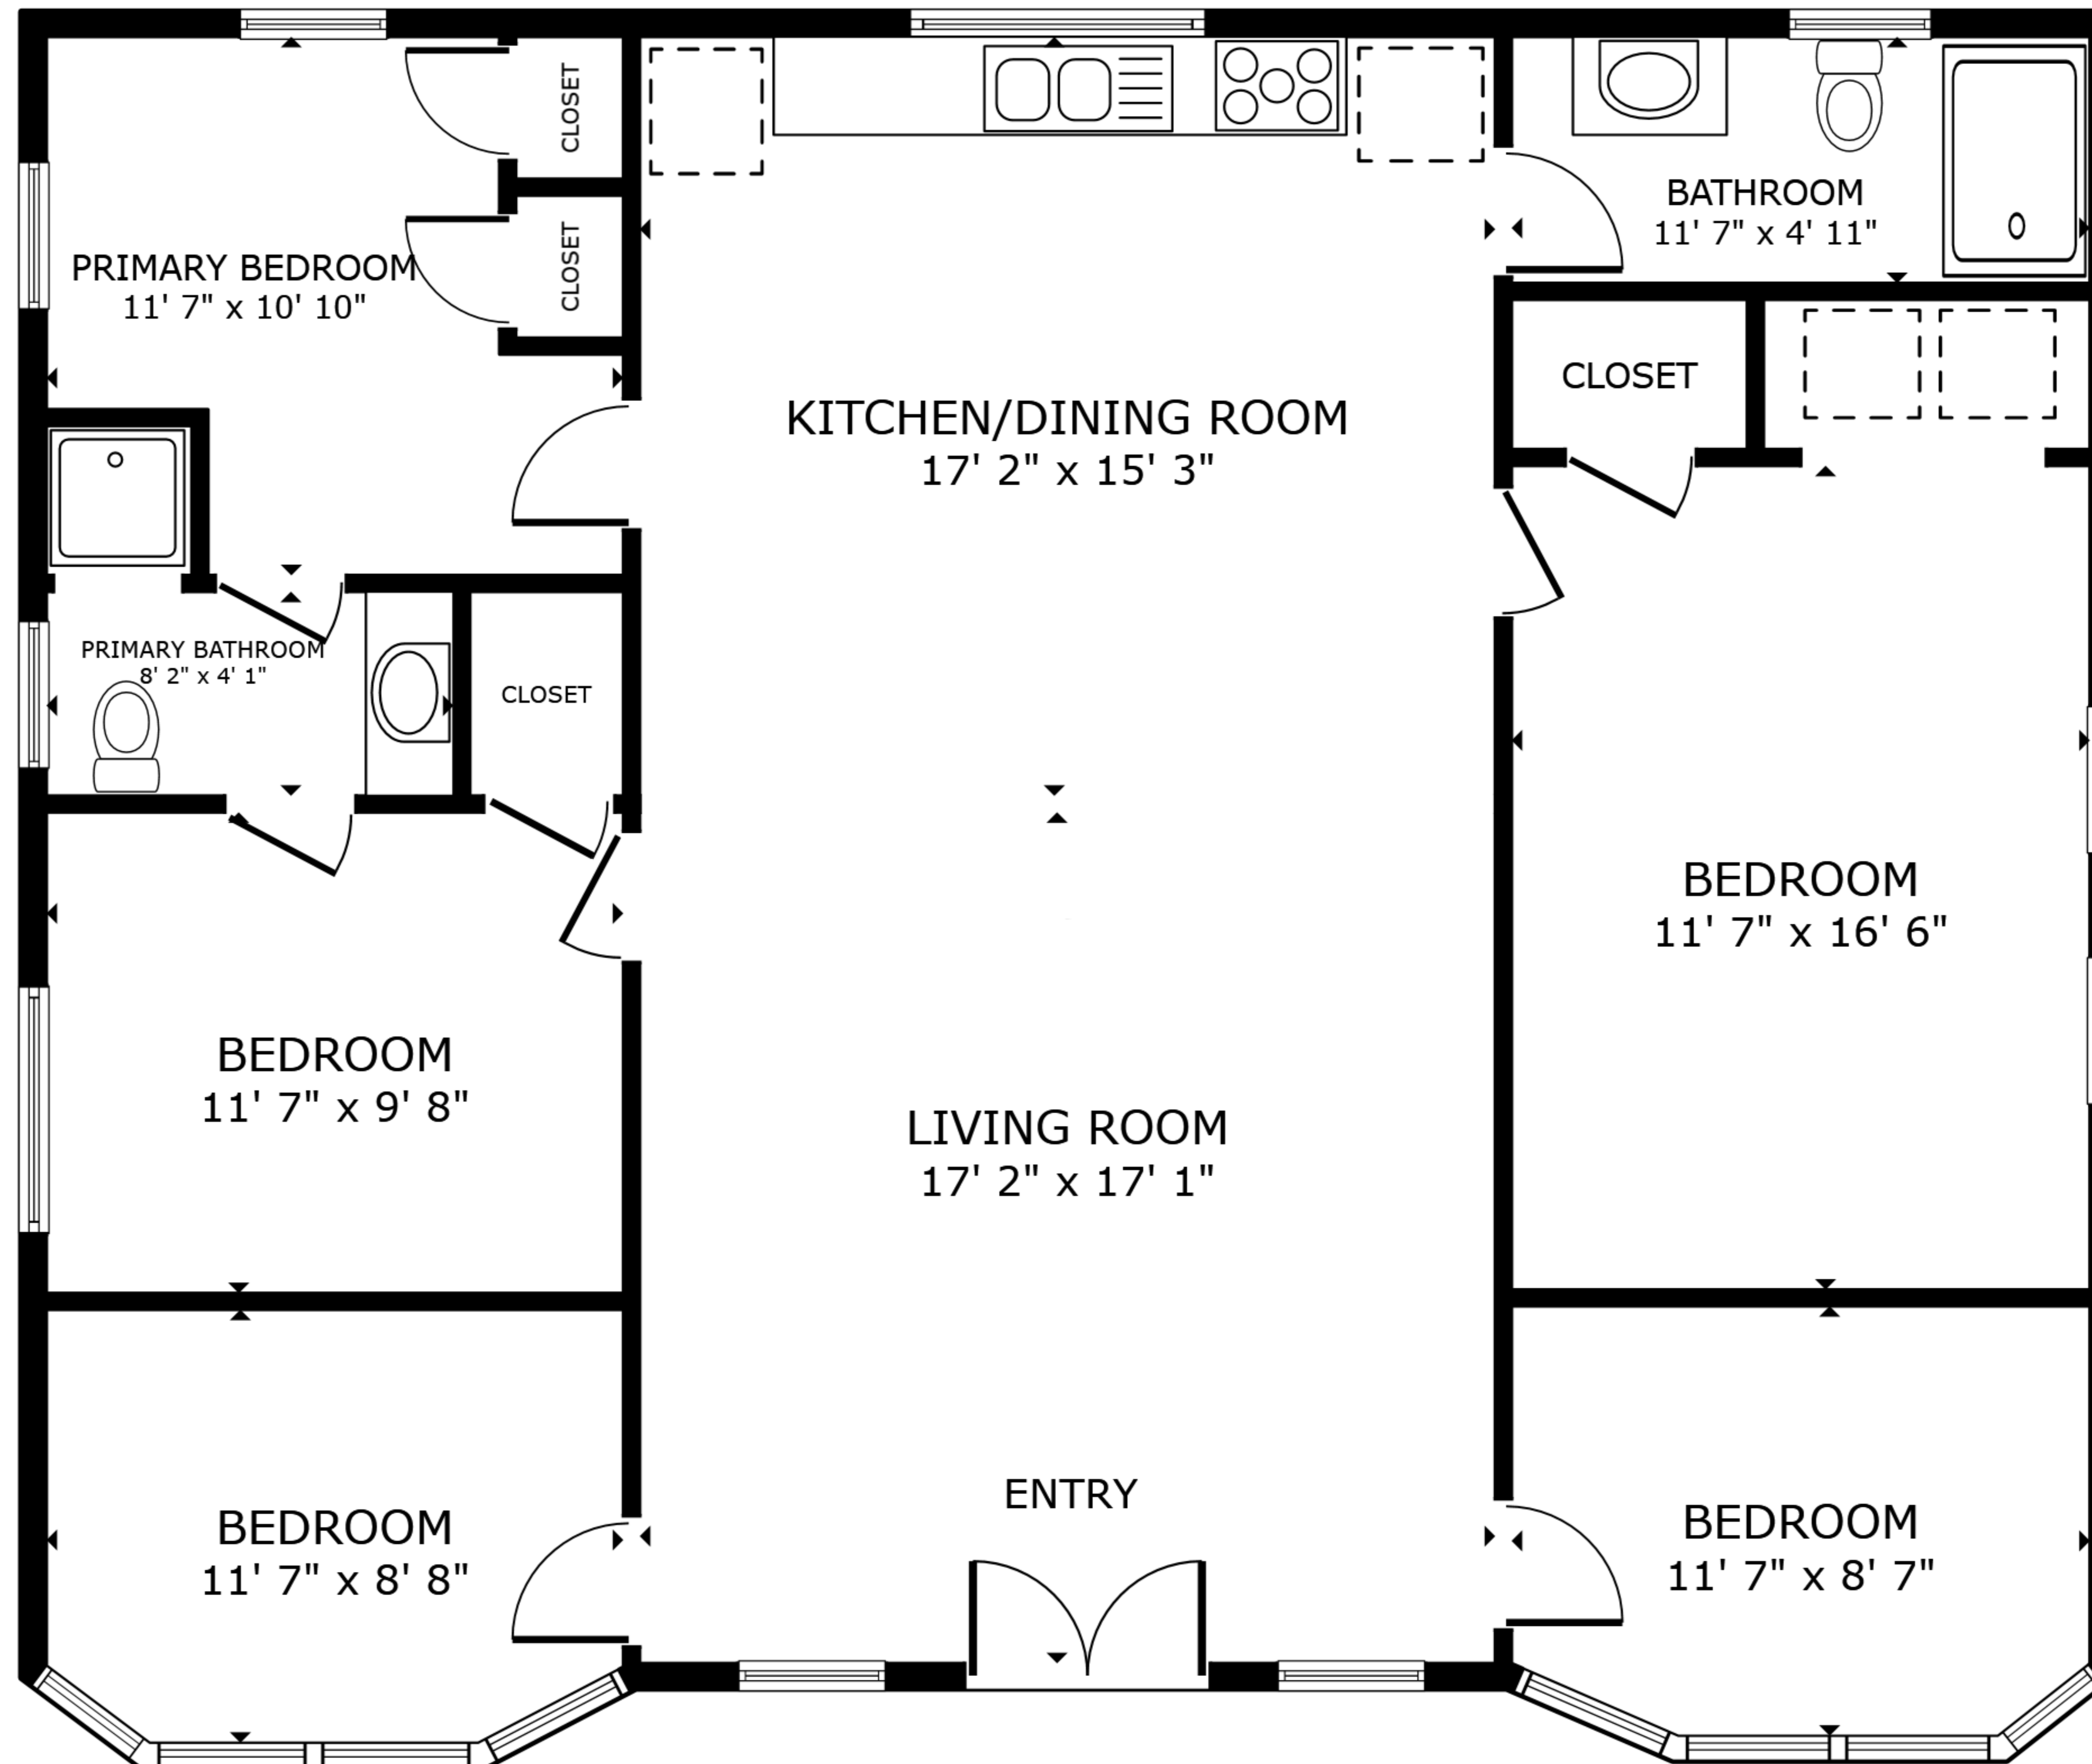 CLOSET
BATHROOM
11' 7" x 4' 11"
PRIMARY BEDROOM
11' 7" x 10' 10"
CLOSET
CLOSET
KITCHEN/DINING ROOM
17' 2" x 15' 3"
PRIMARY BATHROOM
8' 2" x 4' 1"
CLOSET
BEDROOM
11' 7" x 16' 6"
BEDROOM
11' 7" x 9' 8"
LIVING ROOM
17' 2" x 17' 1"
ENTRY
BEDROOM
11' 7" x 8' 8"
BEDROOM
11' 7" x 8' 7"